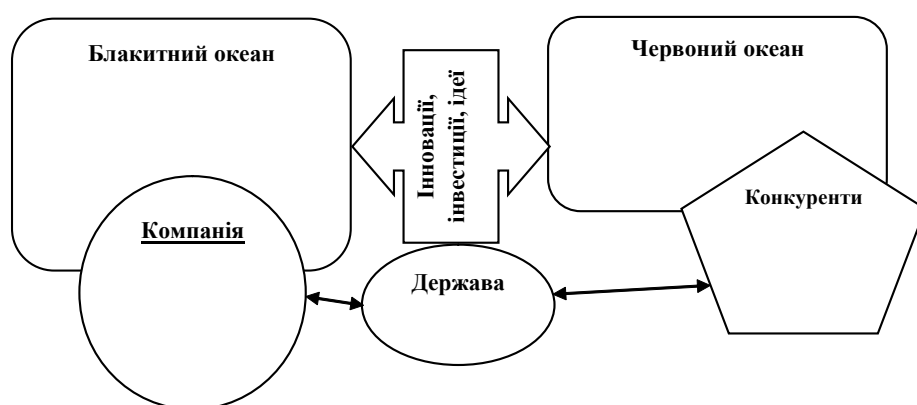 Блакитний океан
Червоний океан
Інновації,
інвестиції, ідеї
Компанія
Конкуренти
Держава